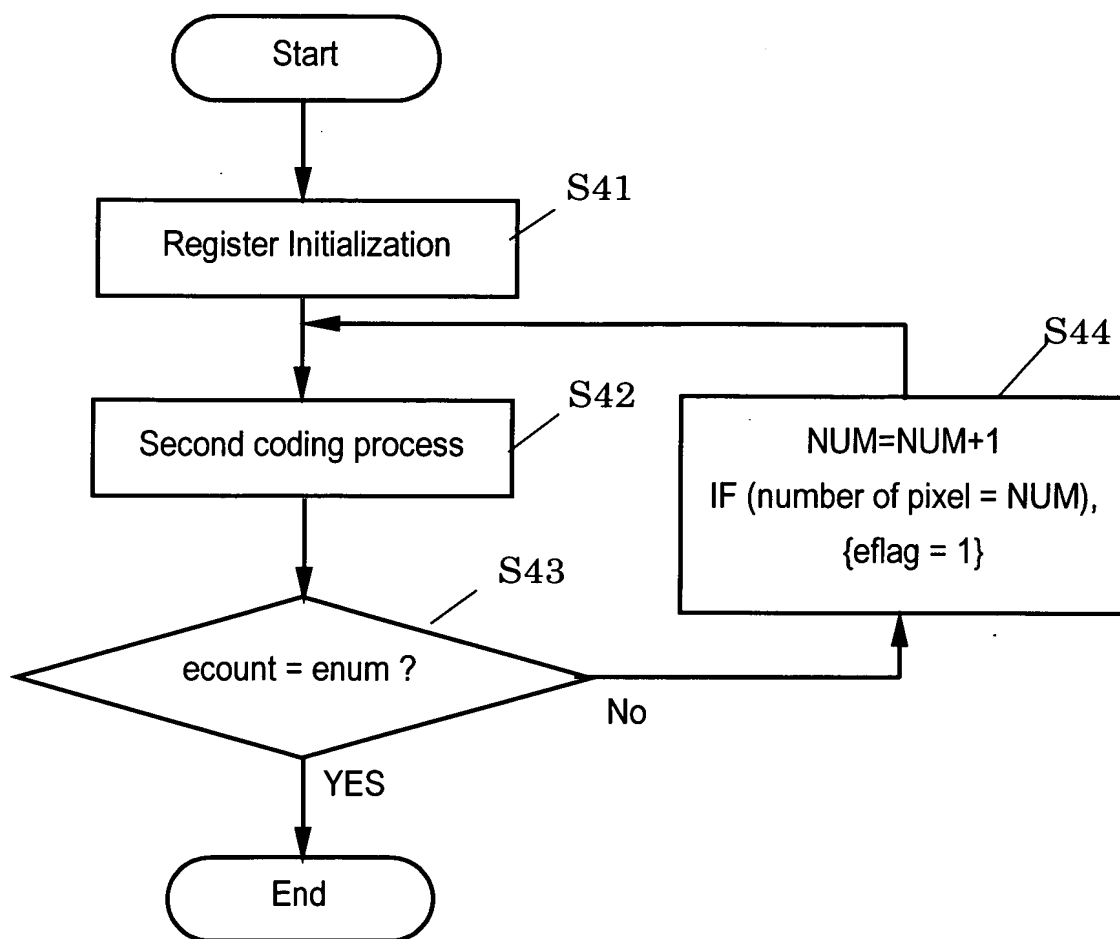 Start
S41
Register Initialization
S44
S42
Second coding process
NUM=NUM+1
IF (number of pixel = NUM),
{eflag = 1}
S43
ecount = enum ?
No
YES
End